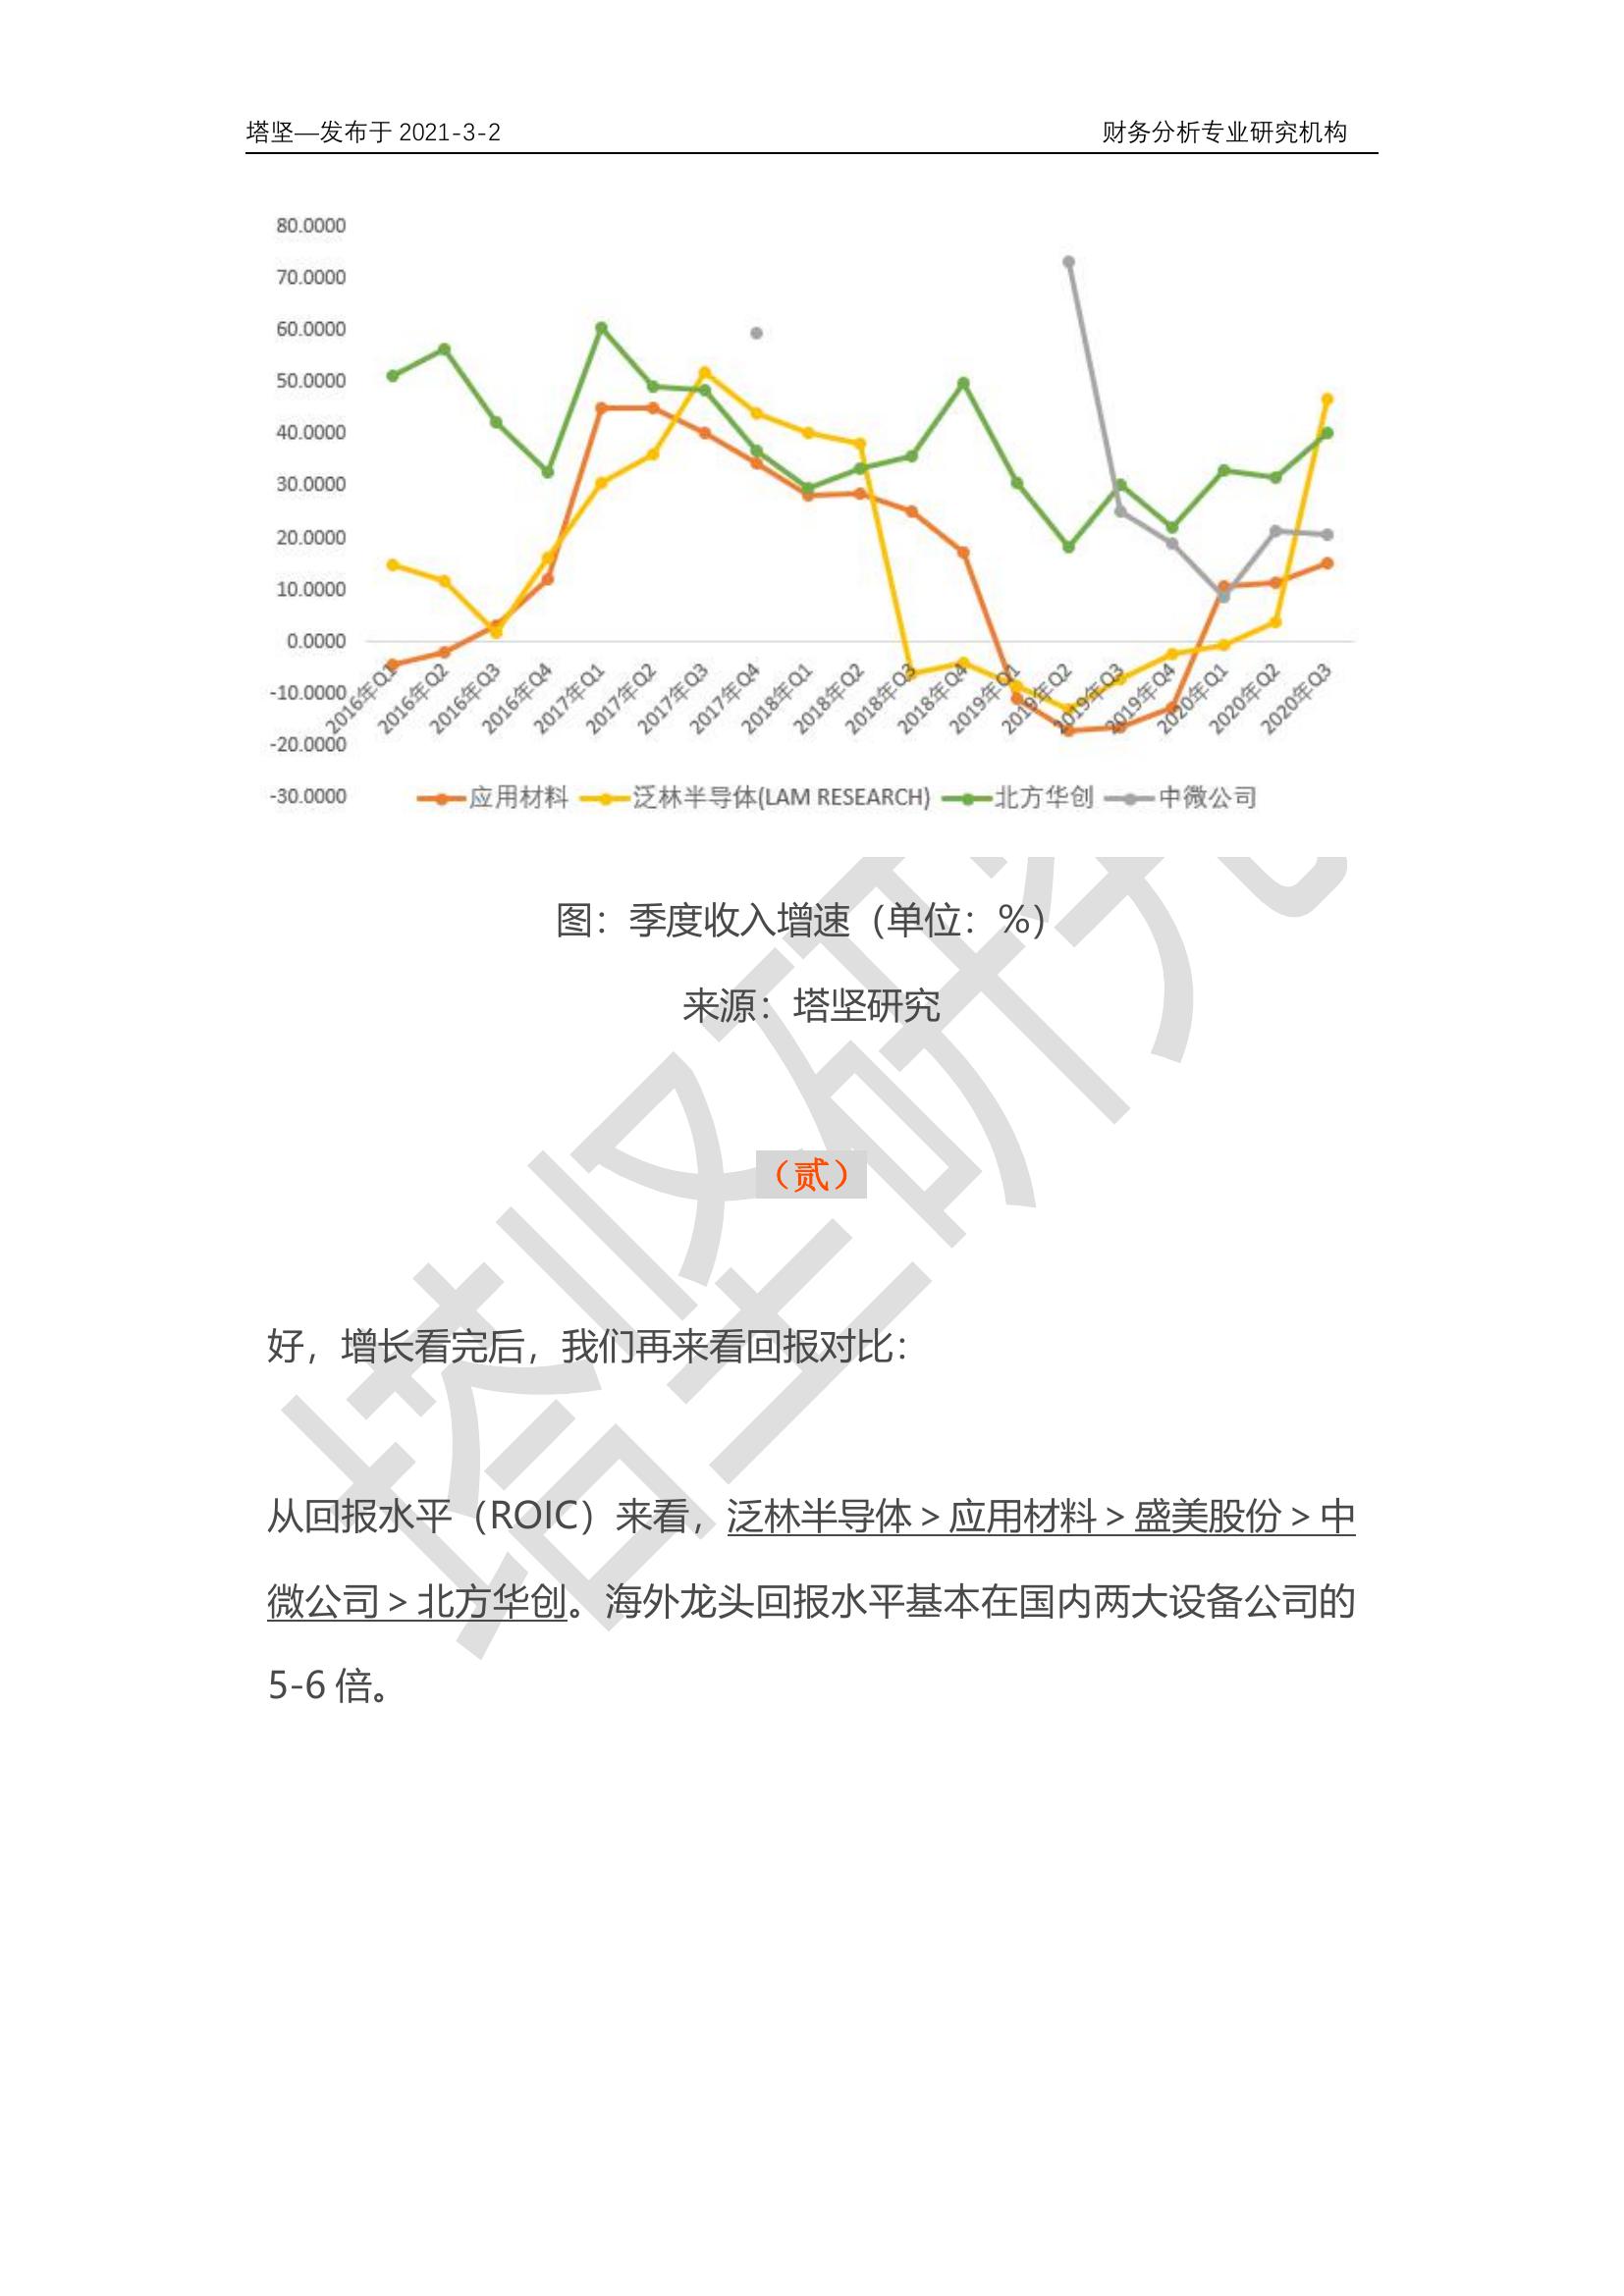 塔坚—发布于 2021-3-2 财务分析专业研究机构
80.0000
70.0000
60.0000
50.0000
40.0000
30.0000
20.0000
10.0000
0.0000
-10.0000
-20.0000
-30.0000
2016年Q1
2016年Q2
2016年Q3
2016年Q4
2017年Q1
2017年Q2
2017年Q3
2017年Q4
2018年Q1
2018年Q2
2018年Q3
2018年Q4
2019年Q1
2019年Q2
2019年Q3
2019年Q4
2020年Q1
2020年Q2
2020年Q3
应用材料 泛林半导体(LAM RESEARCH) 北方华创 中微公司
图：季度收入增速（单位：%）
来源：塔坚研究
（贰）
好，增长看完后，我们再来看回报对比：
从回报水平（ROIC）来看，泛林半导体 > 应用材料 > 盛美股份 > 中
微公司 > 北方华创。海外龙头回报水平基本在国内两大设备公司的
5-6 倍。
塔坚研究